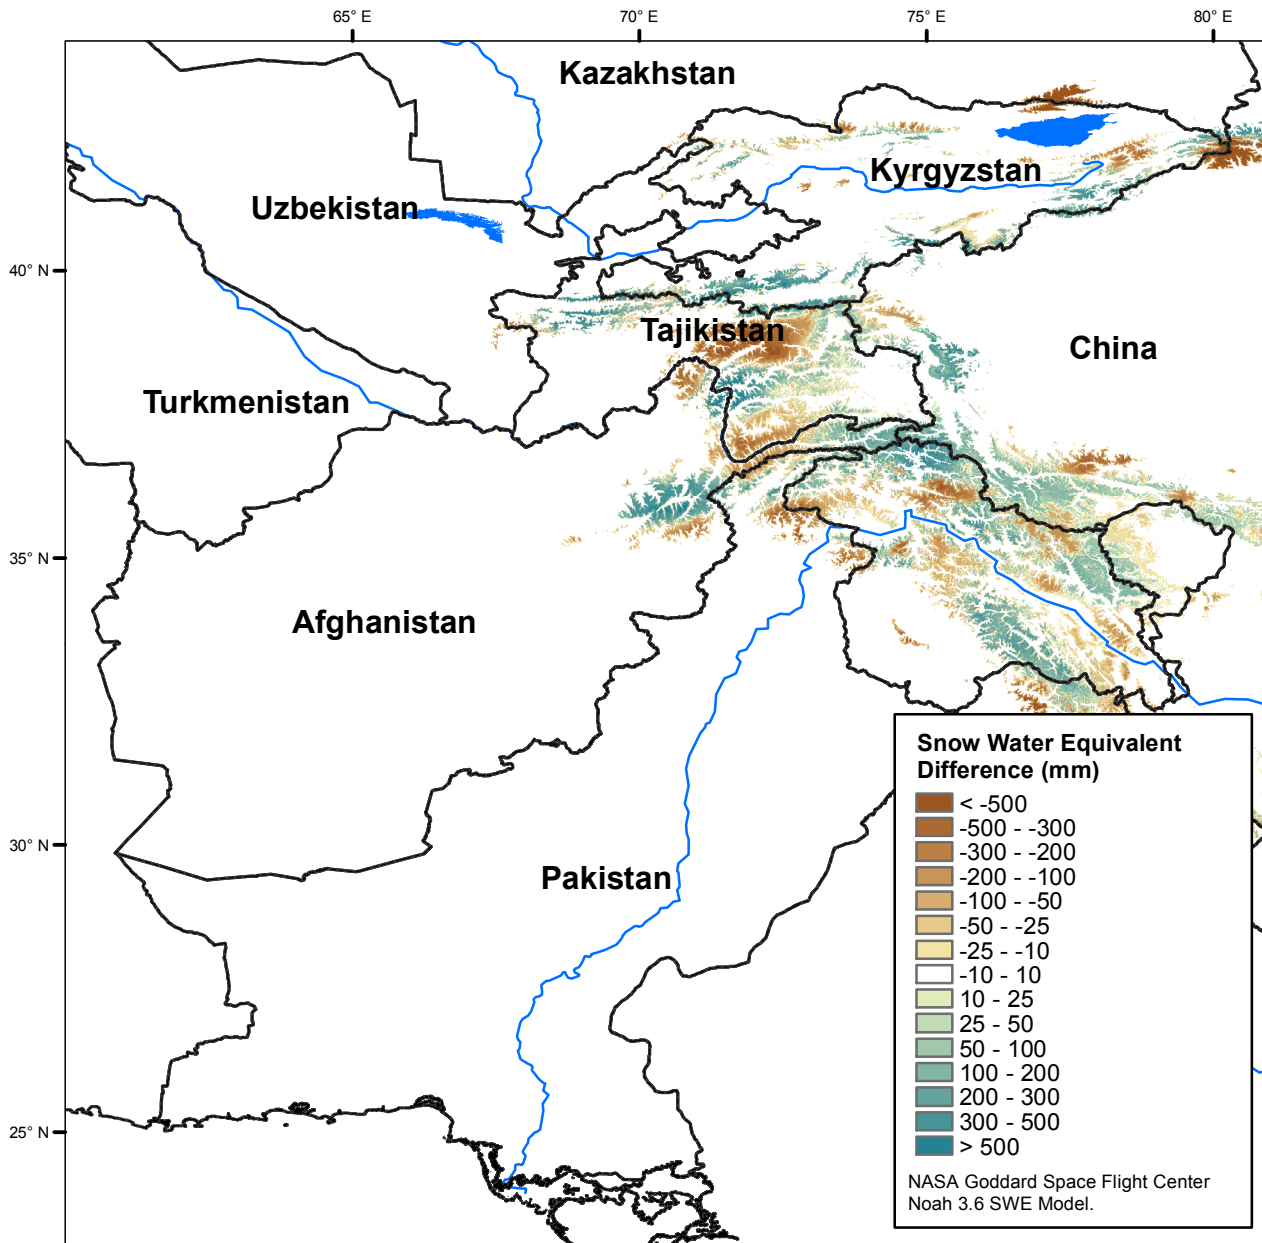 65° E
70° E
75° E
80° E
Kazakhstan
Kyrgyzstan
Uzbekistan
40° N
Tajikistan
China
Turkmenistan
35° N
Afghanistan
30° N
Pakistan
25° N
Snow Water Equivalent
Difference (mm)
< -500
-500 - -300
-300 - -200
-200 - -100
-100 - -50
-50 - -25
-25 - -10
-10 - 10
10 - 25
25 - 50
50 - 100
100 - 200
200 - 300
300 - 500
> 500
NASA Goddard Space Flight Center
Noah 3.6 SWE Model.